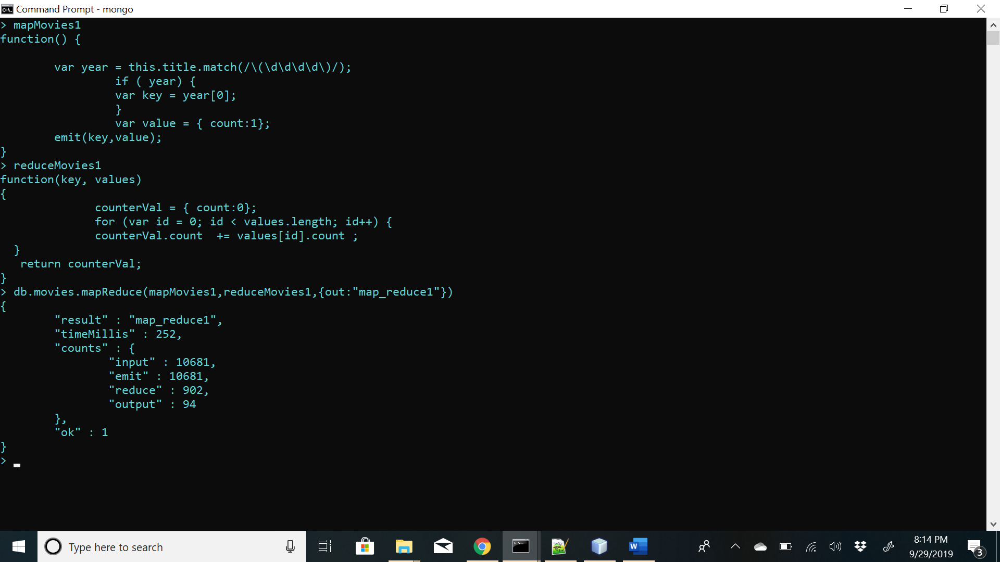 Command Prompt - mongo
> mapMovies1
function() {
var year = this.title.match(/\(\d\d\d\d\)/);
if ( year) {
var key = year[0];
}
var value = { count:1};
emit(key,value);
}
> reduceMovies1
function(key, values)
{
counterVal = { count:0};
for (var id = 0; id < values.length; id++) {
counterVal.count  += values[id].count ;
}
return counterVal;
}
> db.movies.mapReduce(mapMovies1,reduceMovies1,{out:"map_reduce1"})
{
"result" : "map_reduce1",
"timeMillis" : 252,
"counts" : {
"input" : 10681,
"emit" : 10681,
"reduce" : 902,
"output" : 94
},
"ok" : 1
}
>
Type here to search
8:14 PM
9/29/2019
3